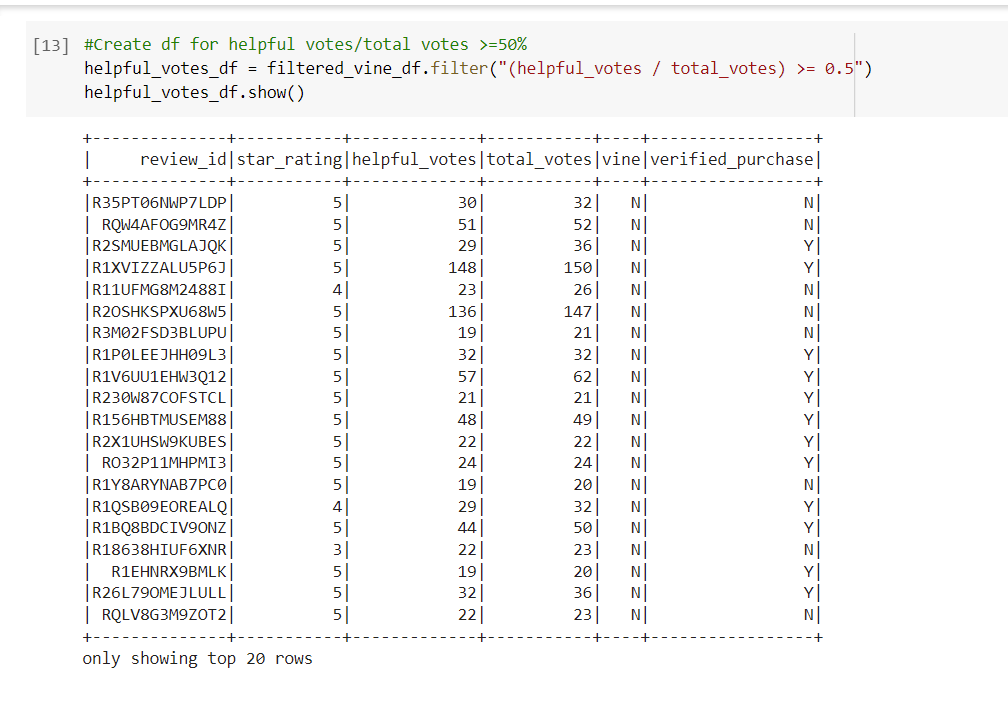 [13] #Create df for helpful votes/total votes >=50%
helpful_votes_df = filtered_vine_df.filter("(helpful_votes / total_votes) >= 0.5")
helpful_votes_df.show()
+--------------+-----------+-------------+-----------+----+-----------------+
|     review_id|star_rating|helpful_votes|total_votes|vine|verified_purchase|
+--------------+-----------+-------------+-----------+----+-----------------+
|R35PT06NWP7LDP|          5|           30|         32|   N|                N|
| RQW4AFOG9MR4Z|          5|           51|         52|   N|                N|
|R2SMUEBMGLAJQK|          5|           29|         36|   N|                Y|
|R1XVIZZALU5P6J|          5|          148|        150|   N|                Y|
|R11UFMG8M2488I|          4|           23|         26|   N|                N|
|R2OSHKSPXU68W5|          5|          136|        147|   N|                N|
|R3M02FSD3BLUPU|          5|           19|         21|   N|                N|
|R1P0LEEJHH09L3|          5|           32|         32|   N|                Y|
|R1V6UU1EHW3Q12|          5|           57|         62|   N|                Y|
|R230W87COFSTCL|          5|           21|         21|   N|                Y|
|R156HBTMUSEM88|          5|           48|         49|   N|                Y|
|R2X1UHSW9KUBES|          5|           22|         22|   N|                Y|
| RO32P11MHPMI3|          5|           24|         24|   N|                Y|
|R1Y8ARYNAB7PC0|          5|           19|         20|   N|                N|
|R1QSB09EOREALQ|          4|           29|         32|   N|                Y|
|R1BQ8BDCIV9ONZ|          5|           44|         50|   N|                Y|
|R18638HIUF6XNR|          3|           22|         23|   N|                N|
|  R1EHNRX9BMLK|          5|           19|         20|   N|                Y|
|R26L79OMEJLULL|          5|           32|         36|   N|                Y|
| RQLV8G3M9ZOT2|          5|           22|         23|   N|                N|
+--------------+-----------+-------------+-----------+----+-----------------+
only showing top 20 rows